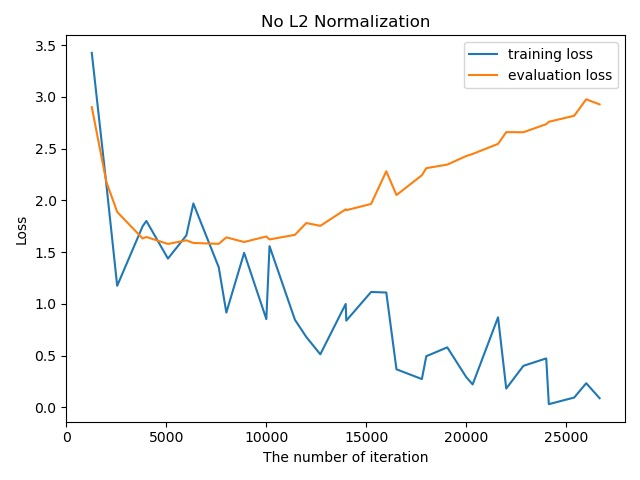 No L2 Normalization
training loss
evaluation loss
3.5
3.0
2.5
2.0
1.5
1.0
0.5
0.0
Loss
0 5000 10000 15000 20000 25000
The number of iteration